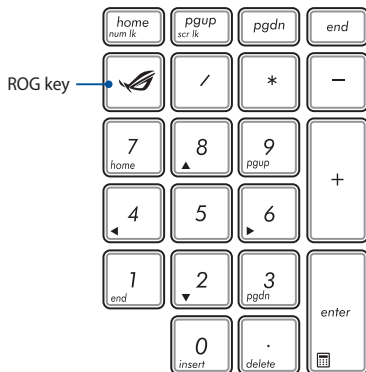 home pgup pgdn end
num lk scr lk
ROG key / * -
7 8 9
home pgup
+
4 5 6
1 2 3
end pgdn
enter
0 .
insert delete